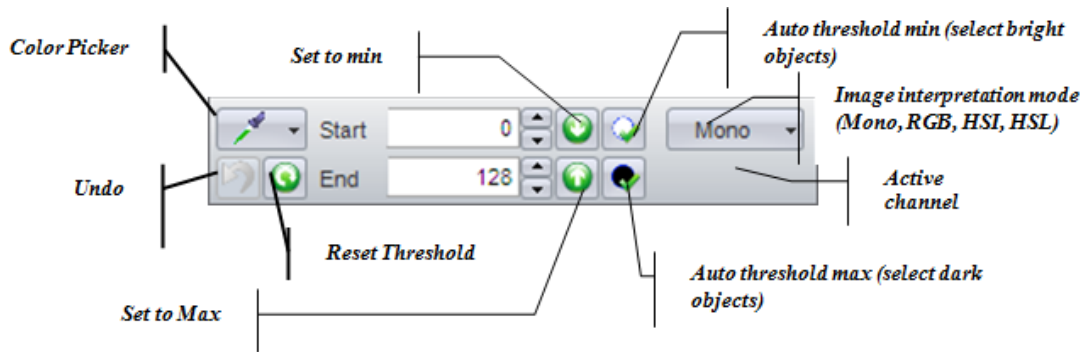 Color Picker
Set to min
Auto threshold min (select bright
objects)
Image interpretation mode
(Mono, RGB, HSI, HSL)
Start
0
Mono
End
128
Undo
Active
channel
Reset Threshold
Auto threshold max (select dark
objects)
Set to Max